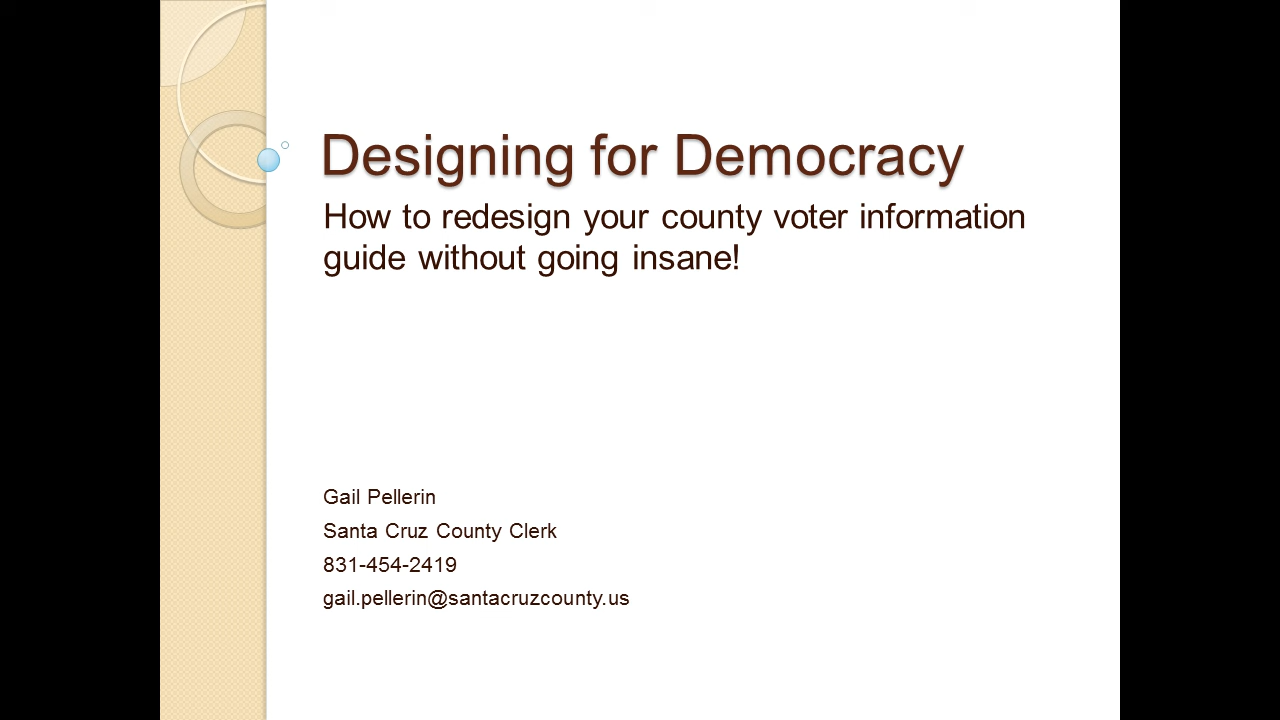 Designing for Democracy
How to redesign your county voter information
guide without going insane!
Gail Pellerin
Santa Cruz County Clerk
831-454-2419
gail.pellerin@santacruzcounty.us